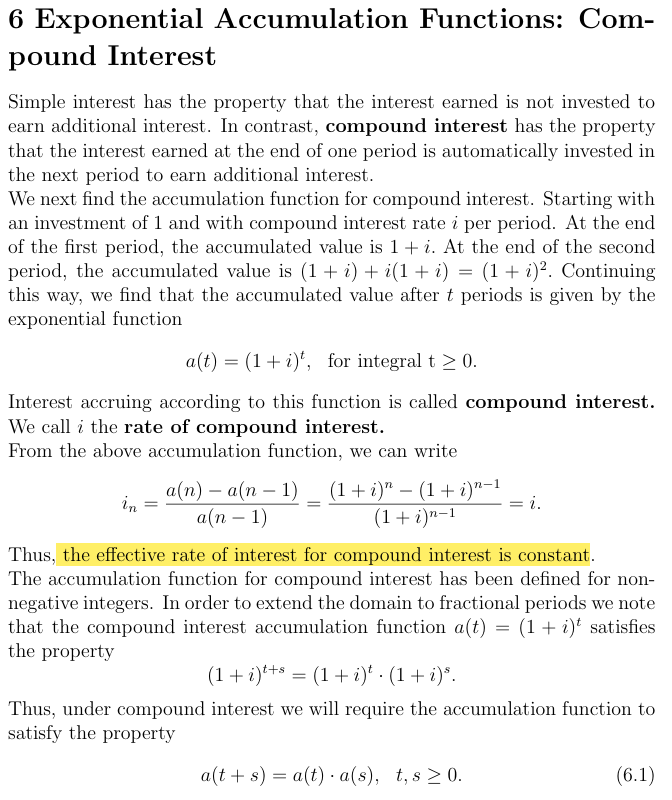 6 Exponential Accumulation Functions: Com-
pound Interest
Simple interest has the property that the interest earned is not invested to
earn additional interest. In contrast, compound interest has the property
that the interest earned at the end of one period is automatically invested in
the next period to earn additional interest.
We next find the accumulation function for compound interest. Starting with
an investment of 1 and with compound interest rate i per period. At the end
of the first period, the accumulated value is 1 + i. At the end of the second
period, the accumulated value is (1 + i) + i(1 + i) = (1 + i)². Continuing
this way, we find that the accumulated value after t periods is given by the
exponential function
a(t) = (1 + i)^t, for integral t ≥ 0.
Interest accruing according to this function is called compound interest.
We call i the rate of compound interest.
From the above accumulation function, we can write
i_n = (a(n) − a(n − 1))/(a(n − 1)) = ((1 + i)^n − (1 + i)^{n−1})/((1 + i)^{n−1}) = i.
Thus, the effective rate of interest for compound interest is constant.
The accumulation function for compound interest has been defined for non-
negative integers. In order to extend the domain to fractional periods we note
that the compound interest accumulation function a(t) = (1 + i)^t satisfies
the property
(1 + i)^{t+s} = (1 + i)^t · (1 + i)^s.
Thus, under compound interest we will require the accumulation function to
satisfy the property
a(t + s) = a(t) · a(s), t, s ≥ 0. (6.1)